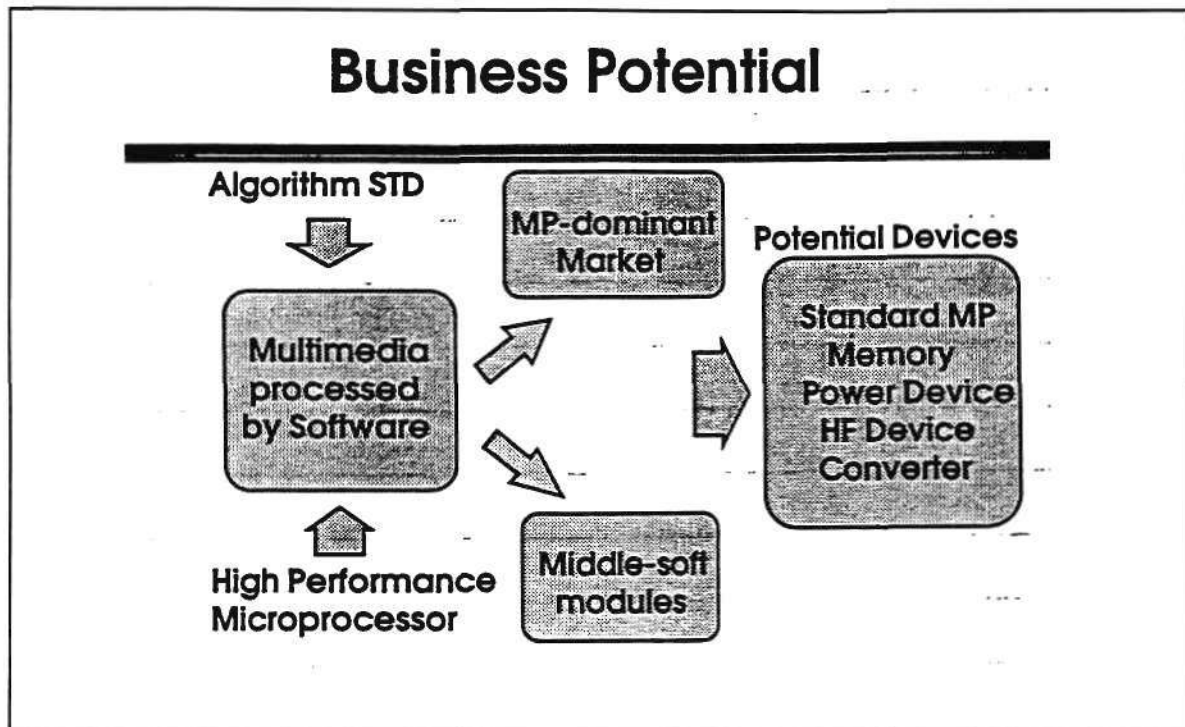 Business Potential
Algorithm STD
Multimedia
processed
by Software
High Performance
Microprocessor
MP-dominant
Market
Middle-soft
modules
Potential Devices
Standard MP
Memory
Power Device
HF Device
Converter